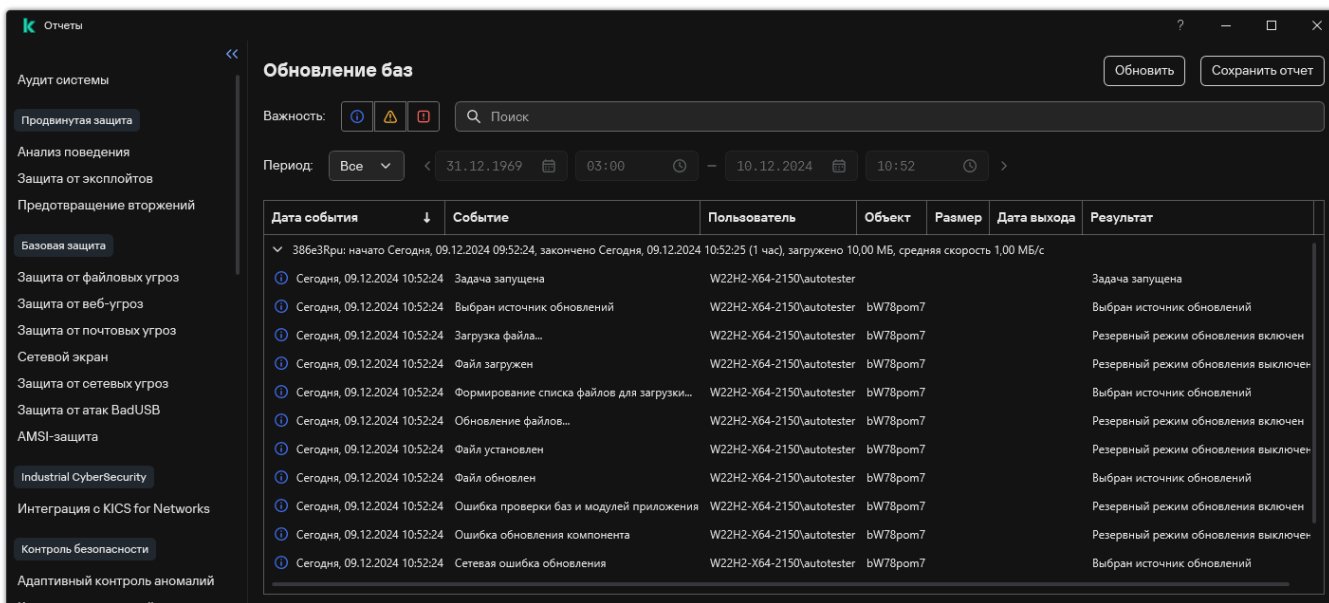 Отчеты
Аудит системы
Продвинутая защита
Анализ поведения
Защита от эксплойтов
Предотвращение вторжений
Базовая защита
Защита от файловых угроз
Защита от веб-угроз
Защита от почтовых угроз
Сетевой экран
Защита от сетевых угроз
Защита от атак BadUSB
AMSI-защита
Industrial CyberSecurity
Интеграция с KICS for Networks
Контроль безопасности
Адаптивный контроль аномалий
Обновление баз
Обновить Сохранить отчет
Важность: Поиск
Период: Все 31.12.1969 03:00 – 10.12.2024 10:52
Дата события ↓ Событие Пользователь Объект Размер Дата выхода Результат
386e3Rpu: начато Сегодня, 09.12.2024 09:52:24, закончено Сегодня, 09.12.2024 10:52:25 (1 час), загружено 10,00 МБ, средняя скорость 1,00 МБ/с
Сегодня, 09.12.2024 10:52:24 Задача запущена W22H2-X64-2150\autotester Задача запущена
Сегодня, 09.12.2024 10:52:24 Выбран источник обновлений W22H2-X64-2150\autotester bW78pom7 Выбран источник обновлений
Сегодня, 09.12.2024 10:52:24 Загрузка файла... W22H2-X64-2150\autotester bW78pom7 Резервный режим обновления включен
Сегодня, 09.12.2024 10:52:24 Файл загружен W22H2-X64-2150\autotester bW78pom7 Резервный режим обновления выключен
Сегодня, 09.12.2024 10:52:24 Формирование списка файлов для загрузки... W22H2-X64-2150\autotester bW78pom7 Выбран источник обновлений
Сегодня, 09.12.2024 10:52:24 Обновление файлов... W22H2-X64-2150\autotester bW78pom7 Резервный режим обновления включен
Сегодня, 09.12.2024 10:52:24 Файл установлен W22H2-X64-2150\autotester bW78pom7 Резервный режим обновления выключен
Сегодня, 09.12.2024 10:52:24 Файл обновлен W22H2-X64-2150\autotester bW78pom7 Выбран источник обновлений
Сегодня, 09.12.2024 10:52:24 Ошибка проверки баз и модулей приложения W22H2-X64-2150\autotester bW78pom7 Резервный режим обновления включен
Сегодня, 09.12.2024 10:52:24 Ошибка обновления компонента W22H2-X64-2150\autotester bW78pom7 Резервный режим обновления выключен
Сегодня, 09.12.2024 10:52:24 Сетевая ошибка обновления W22H2-X64-2150\autotester bW78pom7 Выбран источник обновлений